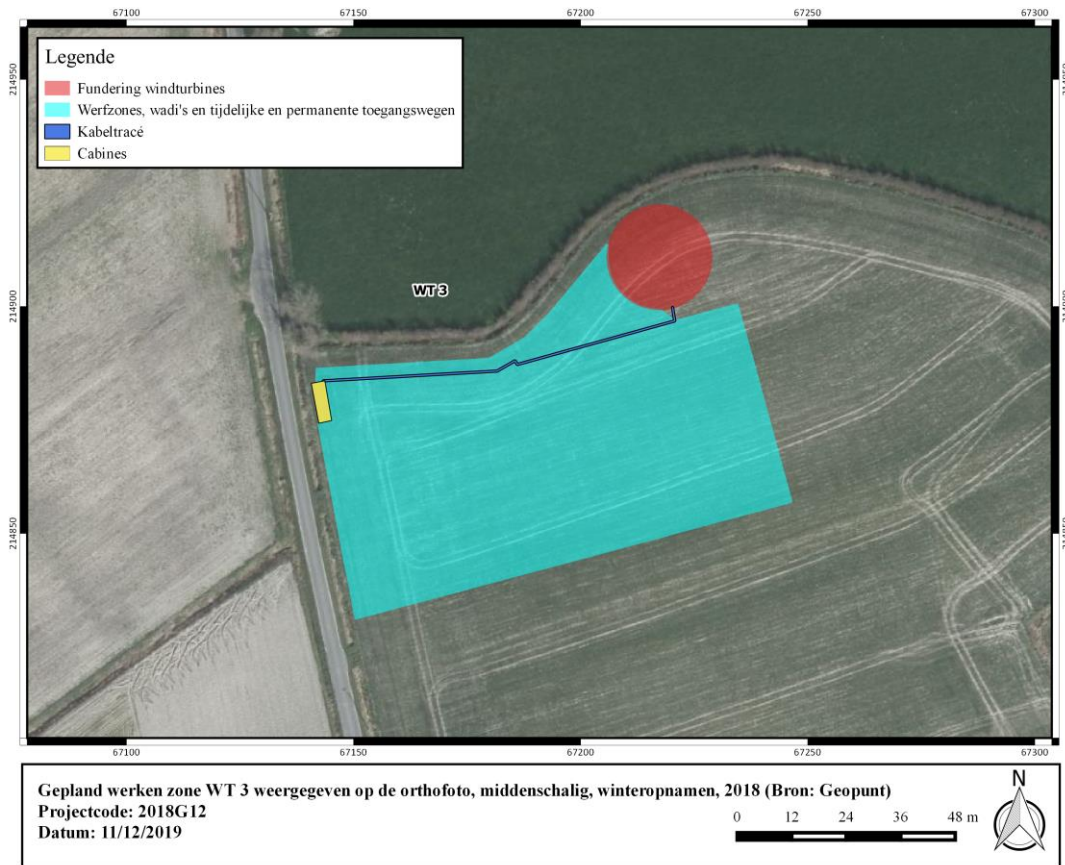 67100 67150 67200 67250 67300
Legende
Fundering windturbines
Werfzones, wadi's en tijdelijke en permanente toegangswegen
Kabeltracé
Cabines
214950
214900
214850
WT 3
214900
214850
67100 67150 67200 67250 67300
Gepland werken zone WT 3 weergegeven op de orthofoto, middenschalig, winteropnamen, 2018 (Bron: Geopunt)
Projectcode: 2018G12
Datum: 11/12/2019
0 12 24 36 48 m
N